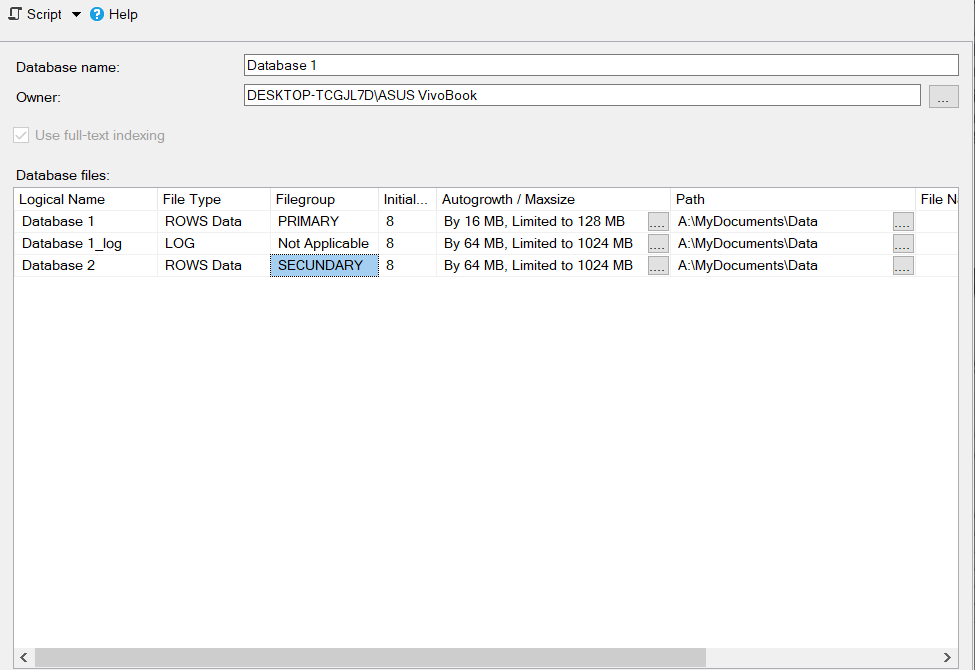 Script Help
Database name: Database 1
Owner: DESKTOP-TCGJL7D\ASUS VivoBook ...
Use full-text indexing
Database files:
Logical Name File Type Filegroup Initial... Autogrowth / Maxsize Path File N
Database 1 ROWS Data PRIMARY 8 By 16 MB, Limited to 128 MB .... A:\MyDocuments\Data ....
Database 1_log LOG Not Applicable 8 By 64 MB, Limited to 1024 MB .... A:\MyDocuments\Data ....
Database 2 ROWS Data SECUNDARY 8 By 64 MB, Limited to 1024 MB .... A:\MyDocuments\Data ....